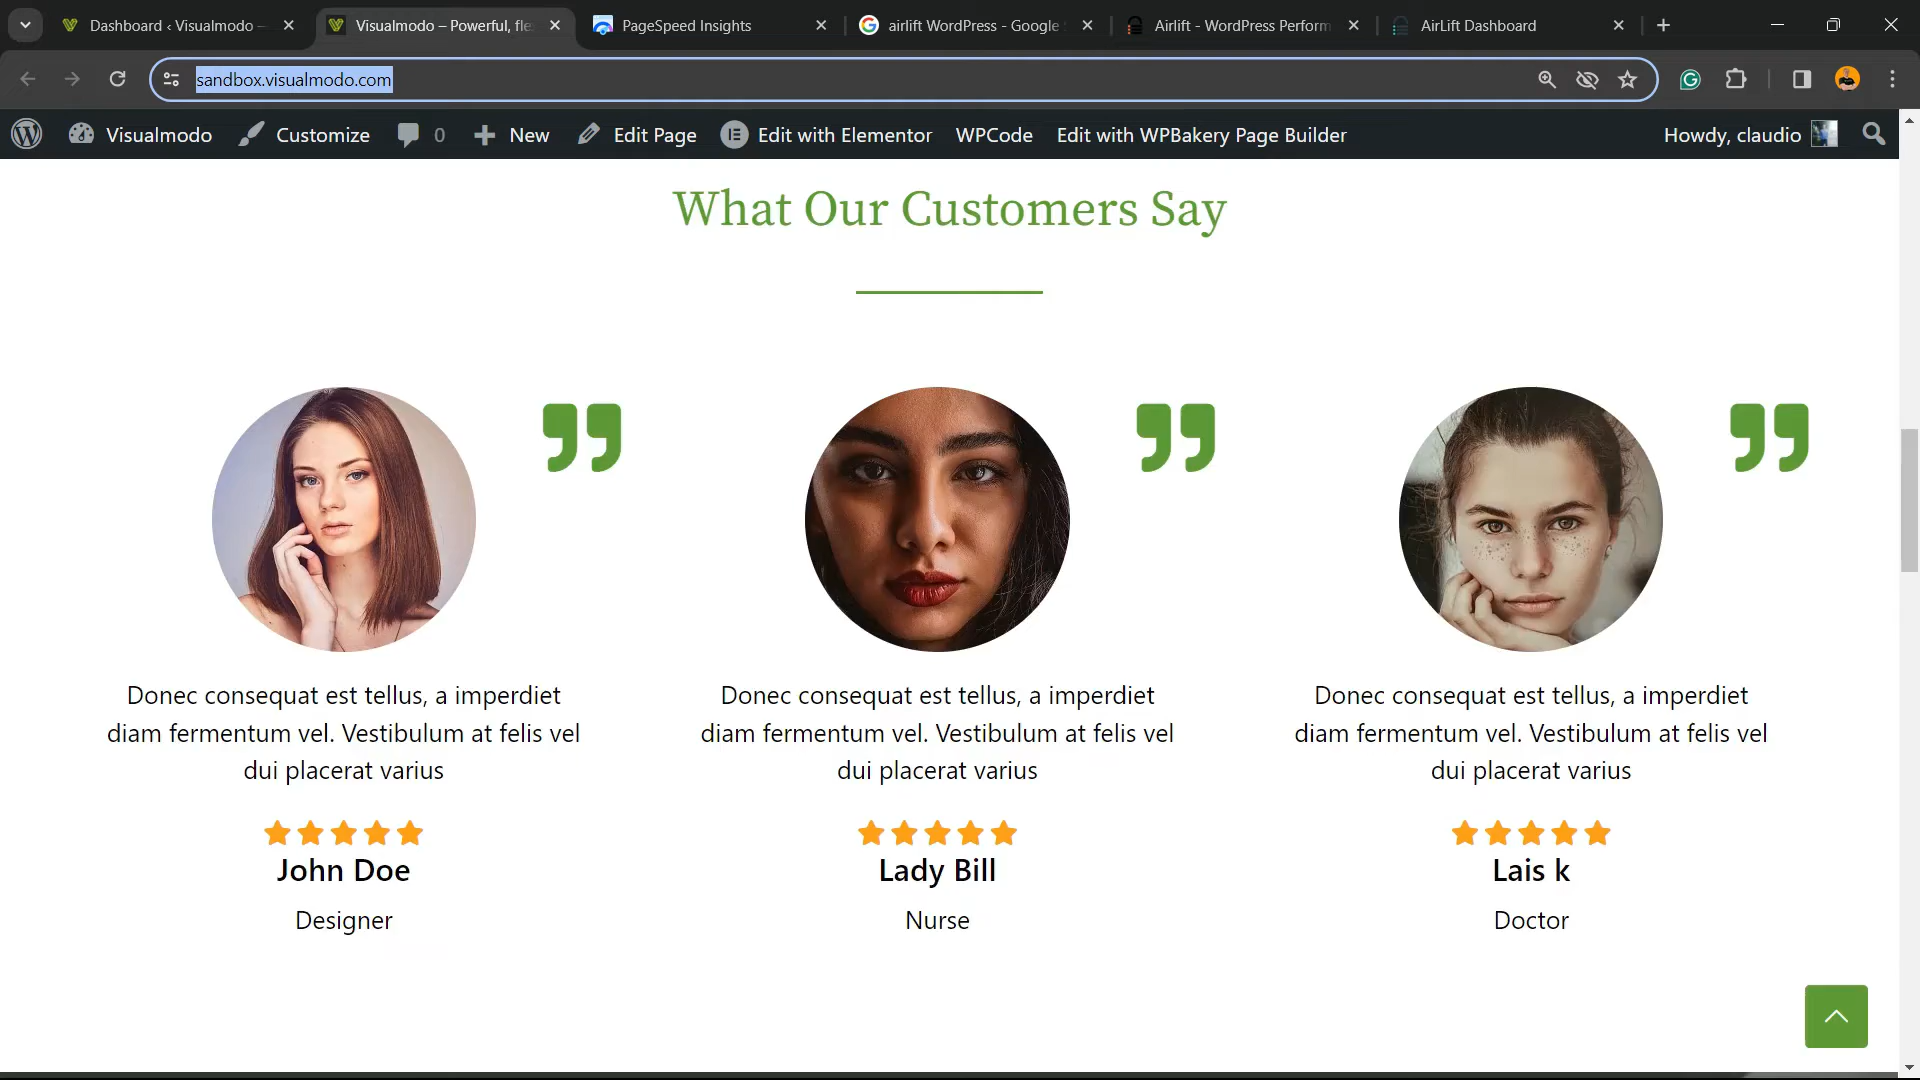 Dashboard ‹ Visualmodo —
Visualmodo – Powerful, fle
PageSpeed Insights
airlift WordPress - Google
Airlift - WordPress Perform
AirLift Dashboard
sandbox.visualmodo.com
Visualmodo
Customize
0
New
Edit Page
Edit with Elementor
WPCode
Edit with WPBakery Page Builder
Howdy, claudio
What Our Customers Say
Donec consequat est tellus, a imperdiet
diam fermentum vel. Vestibulum at felis vel
dui placerat varius
John Doe
Designer
Donec consequat est tellus, a imperdiet
diam fermentum vel. Vestibulum at felis vel
dui placerat varius
Lady Bill
Nurse
Donec consequat est tellus, a imperdiet
diam fermentum vel. Vestibulum at felis vel
dui placerat varius
Lais k
Doctor